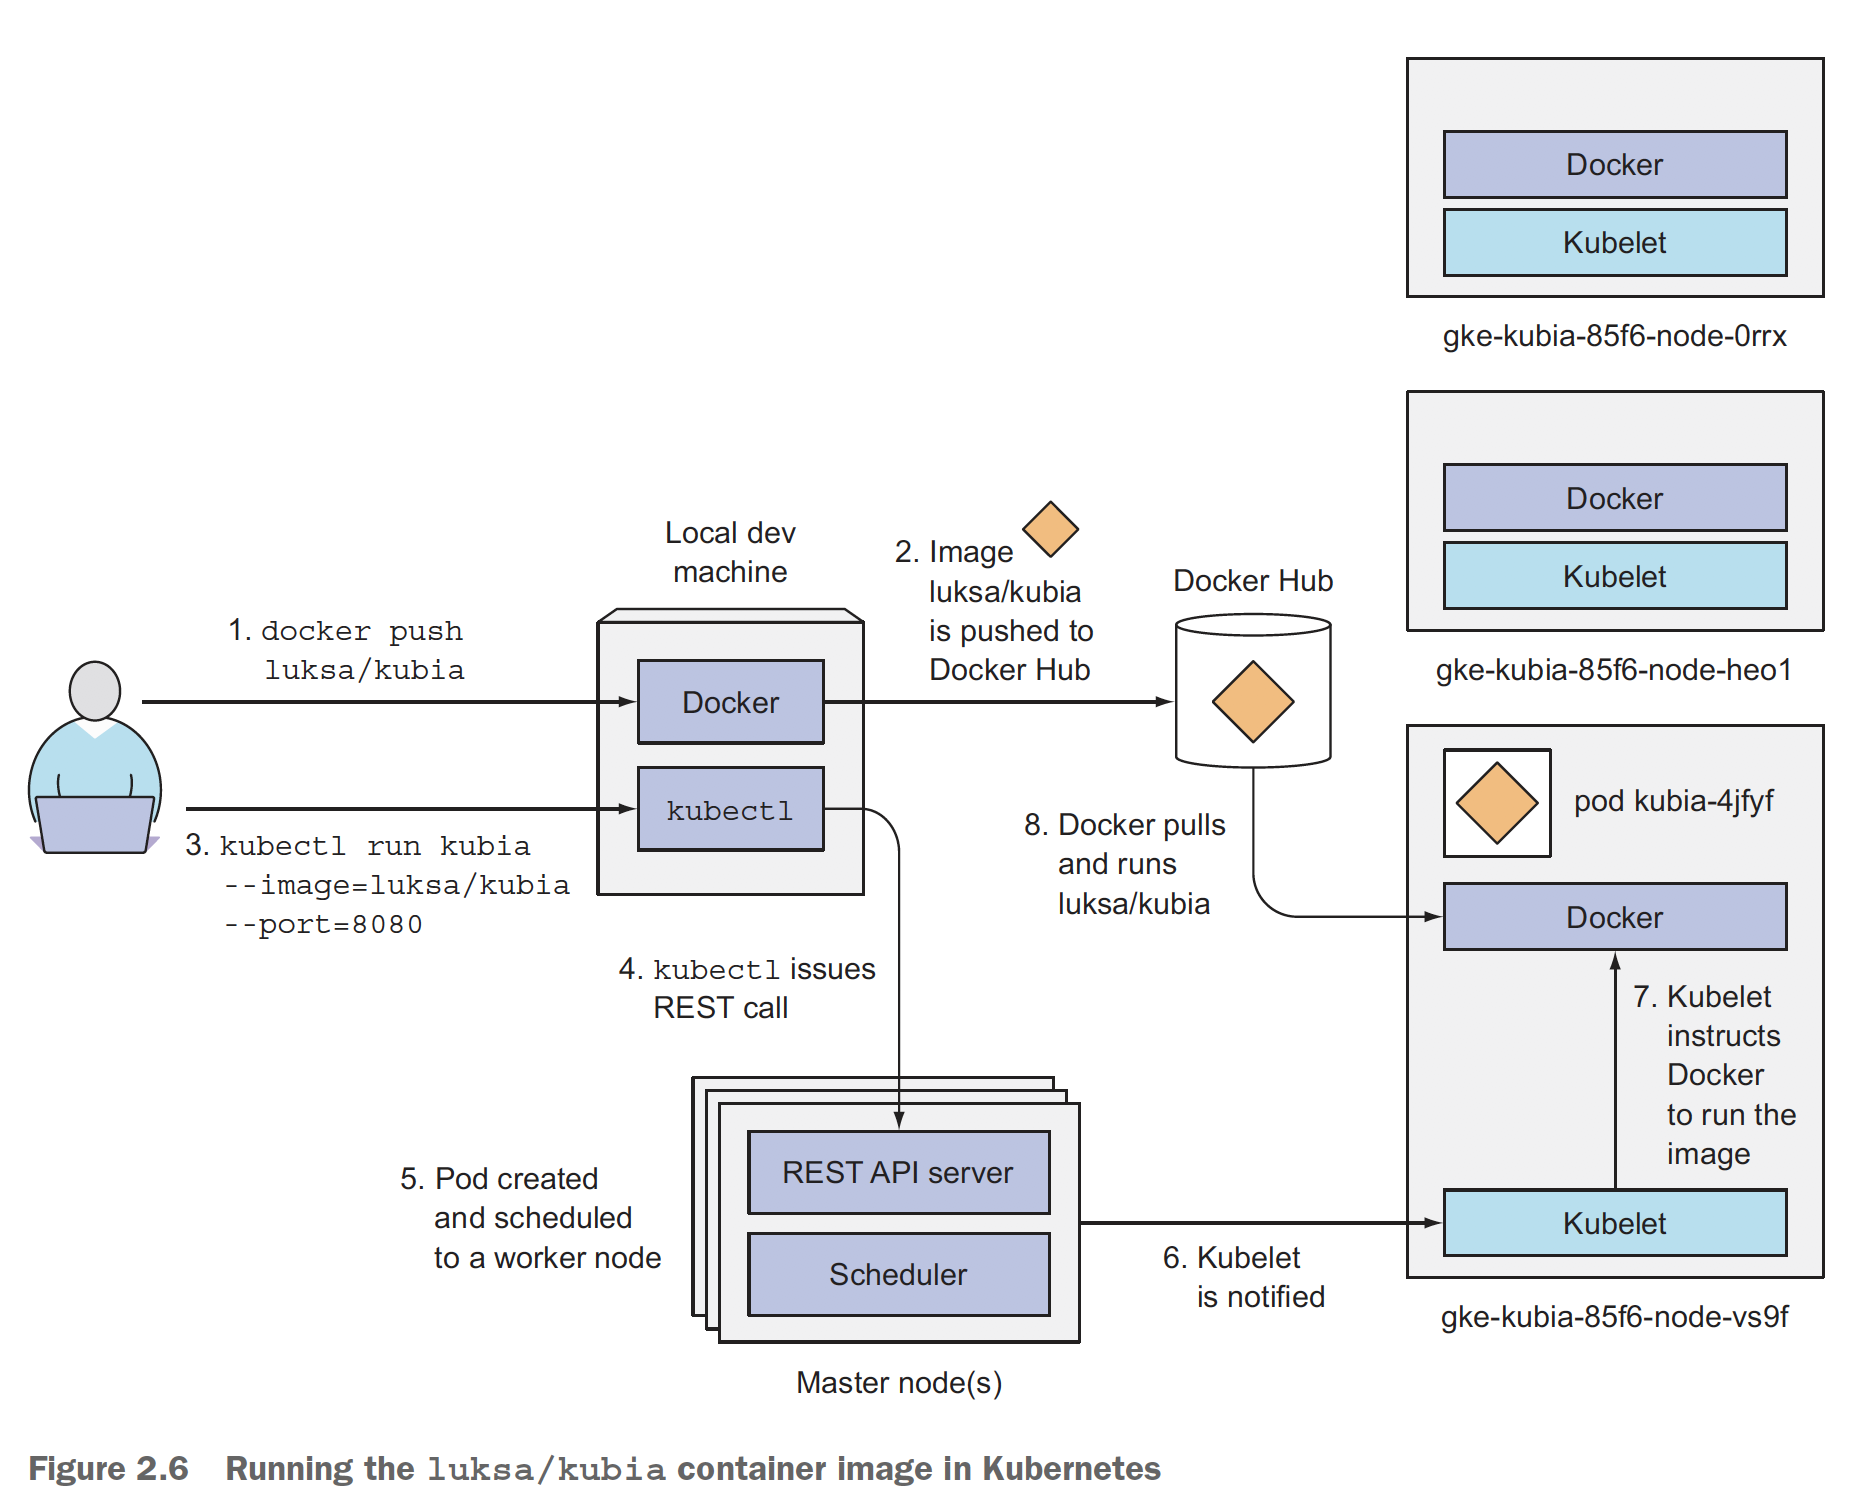 Docker
Kubelet
gke-kubia-85f6-node-0rrx
Docker
Kubelet
gke-kubia-85f6-node-heo1
Local dev
machine
1. docker push
luksa/kubia
Docker
kubectl
2. Image
luksa/kubia
is pushed to
Docker Hub
Docker Hub
3. kubectl run kubia
--image=luksa/kubia
--port=8080
4. kubectl issues
REST call
5. Pod created
and scheduled
to a worker node
REST API server
Scheduler
Master node(s)
6. Kubelet
is notified
pod kubia-4jfyf
Docker
7. Kubelet
instructs
Docker
to run the
image
Kubelet
gke-kubia-85f6-node-vs9f
8. Docker pulls
and runs
luksa/kubia
Figure 2.6 Running the luksa/kubia container image in Kubernetes